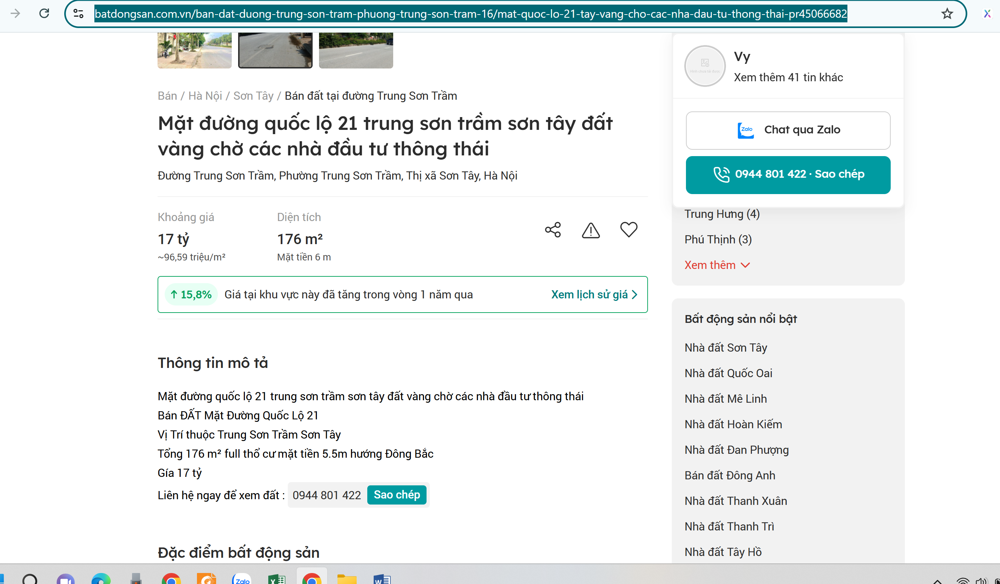 batdongsan.com.vn/ban-dat-duong-trung-son-tram-phuong-trung-son-tram-16/mat-quoc-lo-21-tay-vang-cho-cac-nha-dau-tu-thong-thai-pr45066682
Bán / Hà Nội / Sơn Tây / Bán đất tại đường Trung Sơn Trầm
Mặt đường quốc lộ 21 trung sơn trầm sơn tây đất
vàng chờ các nhà đầu tư thông thái
Đường Trung Sơn Trầm, Phường Trung Sơn Trầm, Thị xã Sơn Tây, Hà Nội
Khoảng giá
17 tỷ
~96,59 triệu/m²
Diện tích
176 m²
Mặt tiền 6 m
15,8% Giá tại khu vực này đã tăng trong vòng 1 năm qua Xem lịch sử giá
Thông tin mô tả
Mặt đường quốc lộ 21 trung sơn trầm sơn tây đất vàng chờ các nhà đầu tư thông thái
Bán ĐẤT Mặt Đường Quốc Lộ 21
Vị Trí thuộc Trung Sơn Trầm Sơn Tây
Tổng 176 m² full thổ cư mặt tiền 5.5m hướng Đông Bắc
Gía 17 tỷ
Liên hệ ngay để xem đất : 0944 801 422 Sao chép
Đặc điểm bất động sản
Hình chưa tải được
Vy
Xem thêm 41 tin khác
Zalo Chat qua Zalo
0944 801 422 · Sao chép
Trung Hưng (4)
Phú Thịnh (3)
Xem thêm
Bất động sản nổi bật
Nhà đất Sơn Tây
Nhà đất Quốc Oai
Nhà đất Mê Linh
Nhà đất Hoàn Kiếm
Nhà đất Đan Phượng
Bán đất Đông Anh
Nhà đất Thanh Xuân
Nhà đất Thanh Trì
Nhà đất Tây Hồ
Zalo
X
W